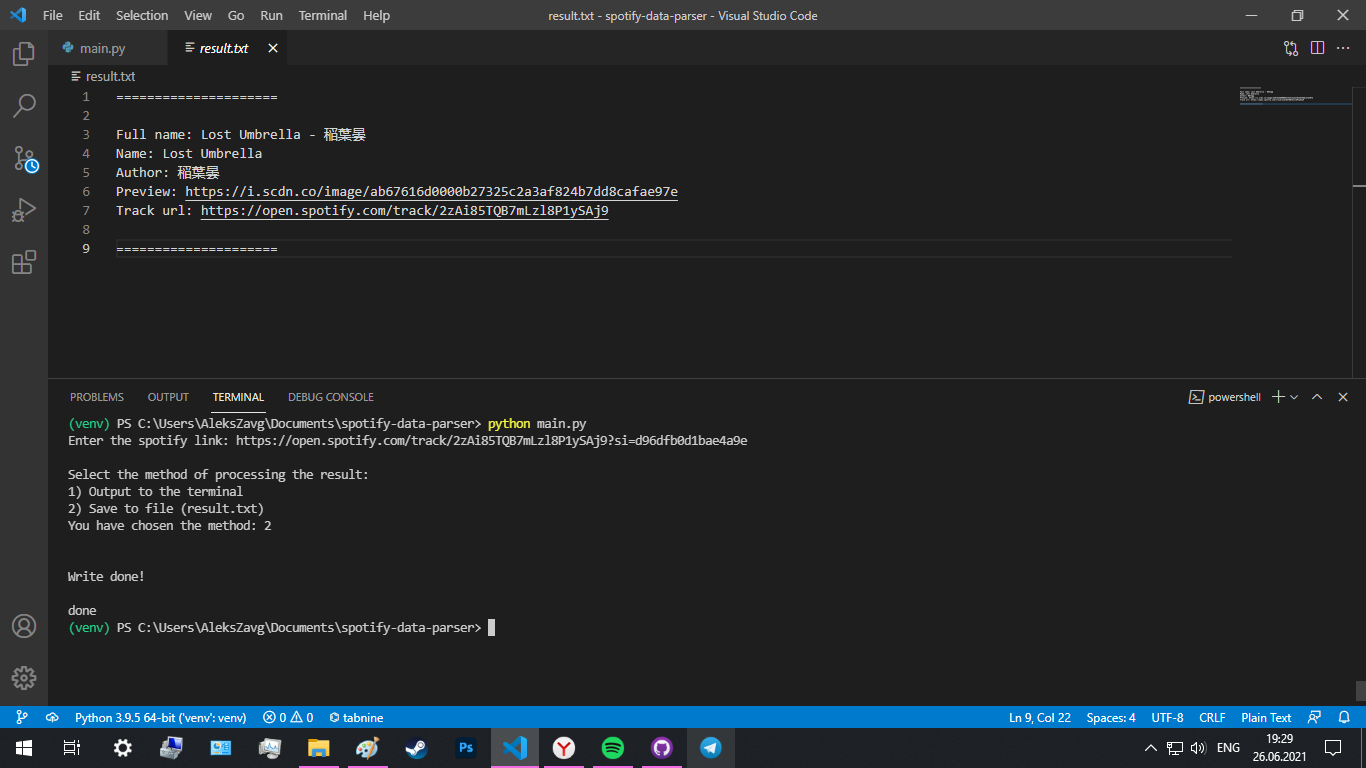 File Edit Selection View Go Run Terminal Help result.txt - spotify-data-parser - Visual Studio Code
main.py result.txt
result.txt
1 =====================
2
3 Full name: Lost Umbrella - 稲葉曇
4 Name: Lost Umbrella
5 Author: 稲葉曇
6 Preview: https://i.scdn.co/image/ab67616d0000b27325c2a3af824b7dd8cafae97e
7 Track url: https://open.spotify.com/track/2zAi85TQB7mLzl8P1ySAj9
8
9 =====================
PROBLEMS OUTPUT TERMINAL DEBUG CONSOLE powershell
(venv) PS C:\Users\AleksZavg\Documents\spotify-data-parser> python main.py
Enter the spotify link: https://open.spotify.com/track/2zAi85TQB7mLzl8P1ySAj9?si=d96dfb0d1bae4a9e
Select the method of processing the result:
1) Output to the terminal
2) Save to file (result.txt)
You have chosen the method: 2
Write done!
done
(venv) PS C:\Users\AleksZavg\Documents\spotify-data-parser>
Python 3.9.5 64-bit ('venv': venv) 0 0 tabnine Ln 9, Col 22 Spaces: 4 UTF-8 CRLF Plain Text
Ps ENG 19:29
26.06.2021